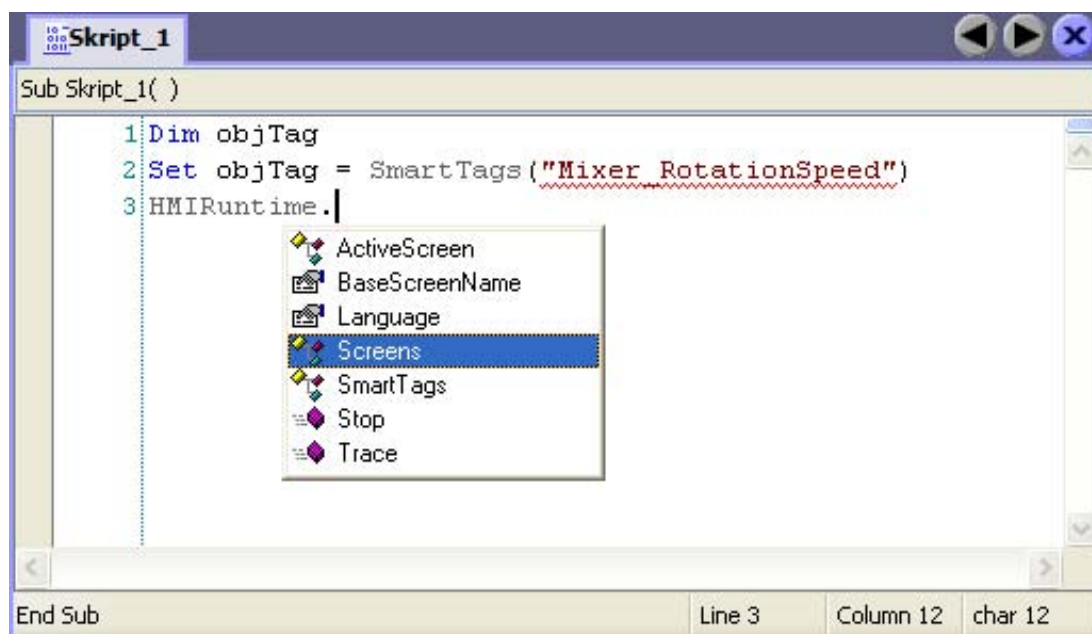 Skript_1
Sub Skript_1( )
1 Dim objTag
2 Set objTag = SmartTags("Mixer_RotationSpeed")
3 HMIRuntime.
ActiveScreen
BaseScreenName
Language
Screens
SmartTags
Stop
Trace
End Sub Line 3 Column 12 char 12